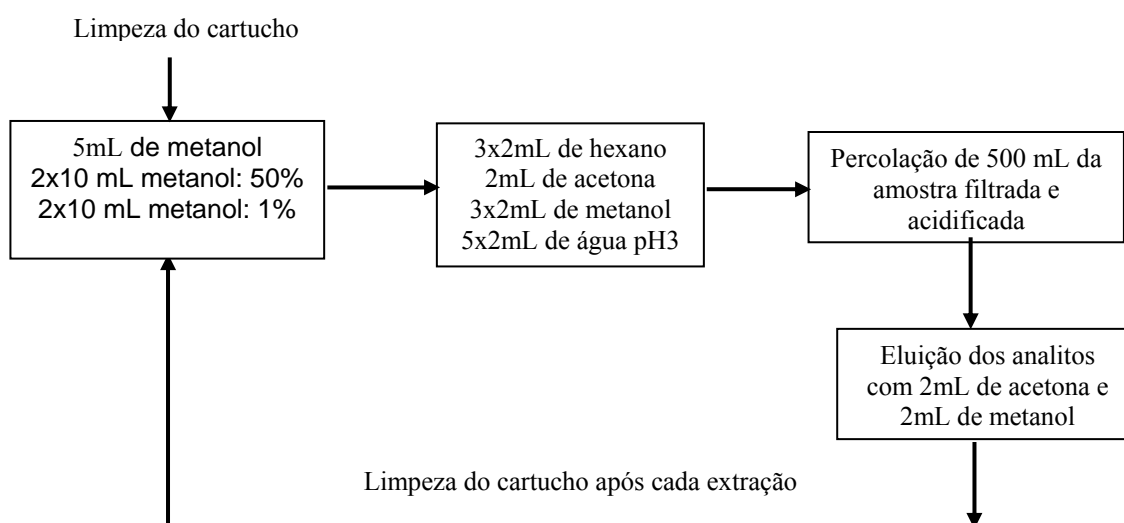 Limpeza do cartucho
5mL de metanol
2x10 mL metanol: 50%
2x10 mL metanol: 1%
3x2mL de hexano
2mL de acetona
3x2mL de metanol
5x2mL de água pH3
Percolação de 500 mL da
amostra filtrada e
acidificada
Eluição dos analitos
com 2mL de acetona e
2mL de metanol
Limpeza do cartucho após cada extração